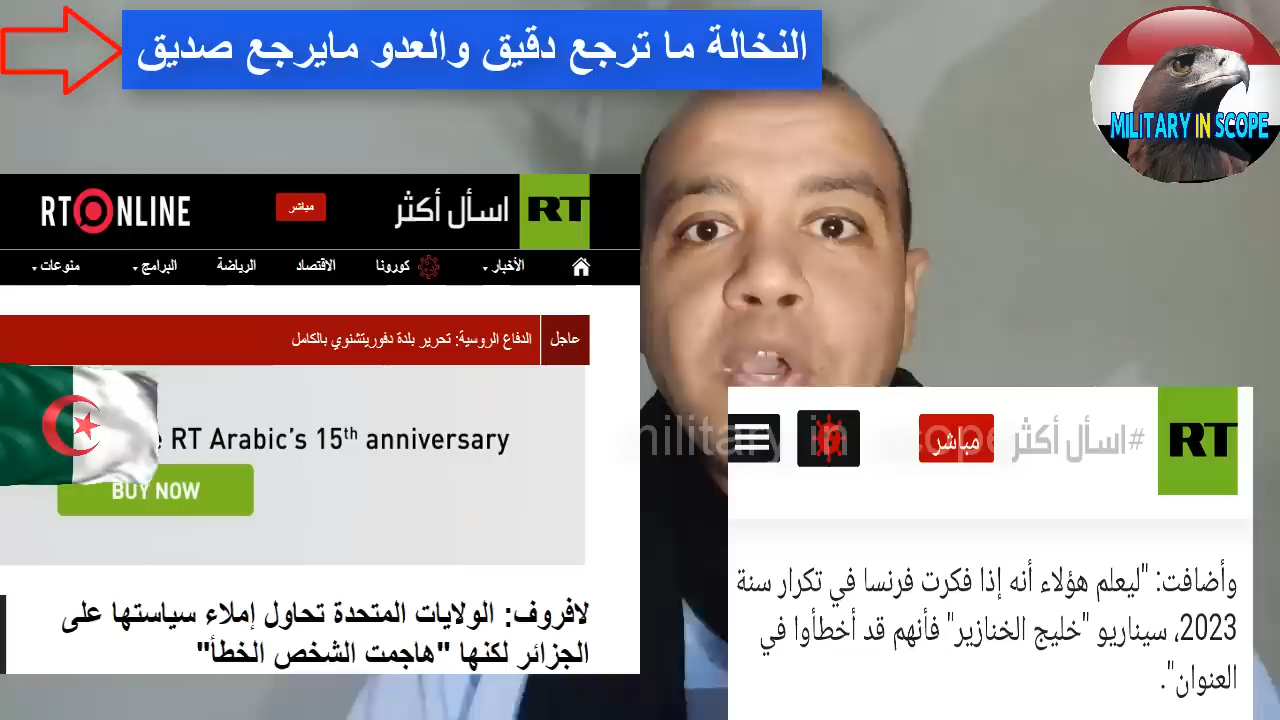 النخالة ما ترجع دقيق والعدو مايرجع صديق
MILITARY IN SCOPE
RT ONLINE
مباشر
اسأل أكثر
RT
الأخبار
كورونا
الاقتصاد
الرياضة
البرامج
منوعات
عاجل
الدفاع الروسية: تحرير بلدة دفوريتشنوي بالكامل
RT Arabic's 15th anniversary
BUY NOW
لافروف: الولايات المتحدة تحاول إملاء سياستها على
الجزائر لكنها "هاجمت الشخص الخطأ"
military in scope
مباشر
#اسأل أكثر
RT
وأضافت: "ليعلم هؤلاء أنه إذا فكرت فرنسا في تكرار سنة
2023، سيناريو "خليج الخنازير" فأنهم قد أخطأوا في
العنوان".